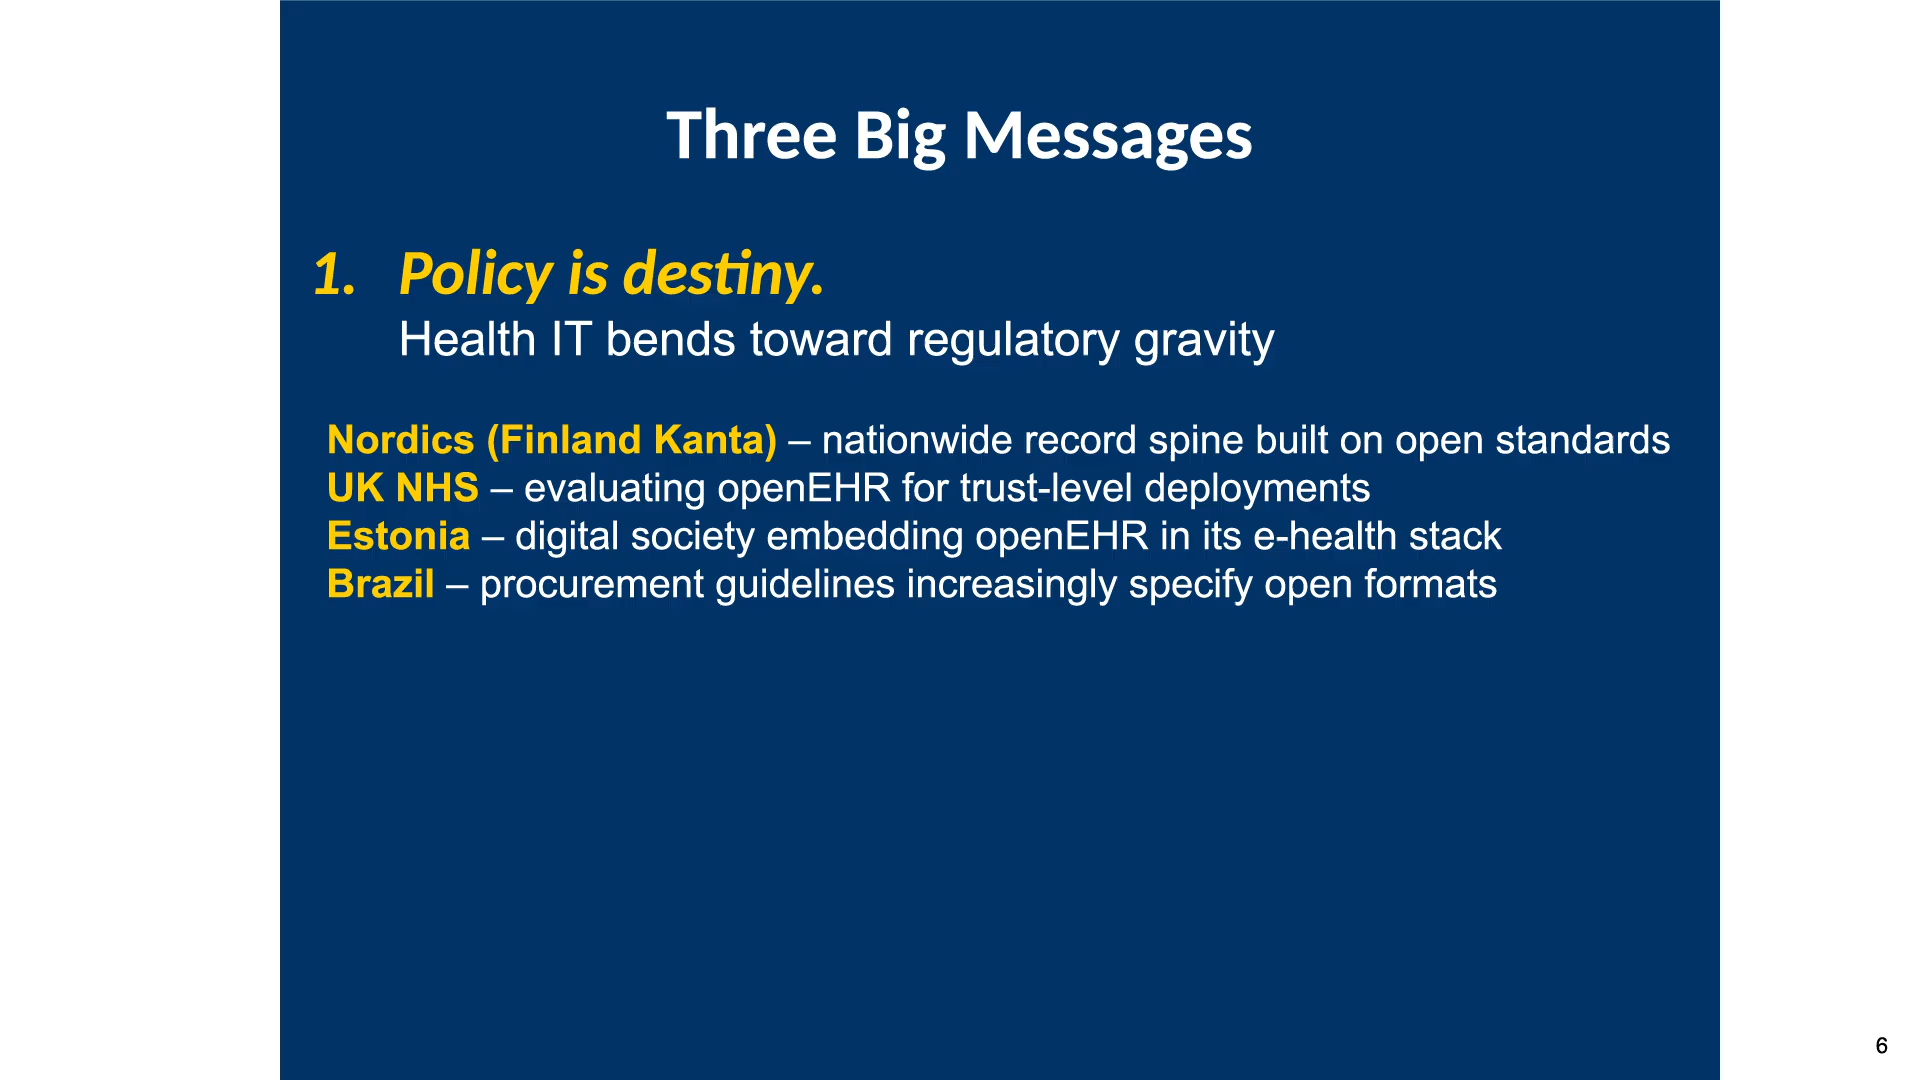 Three Big Messages
1. Policy is destiny.
Health IT bends toward regulatory gravity
Nordics (Finland Kanta) – nationwide record spine built on open standards
UK NHS – evaluating openEHR for trust-level deployments
Estonia – digital society embedding openEHR in its e-health stack
Brazil – procurement guidelines increasingly specify open formats
6